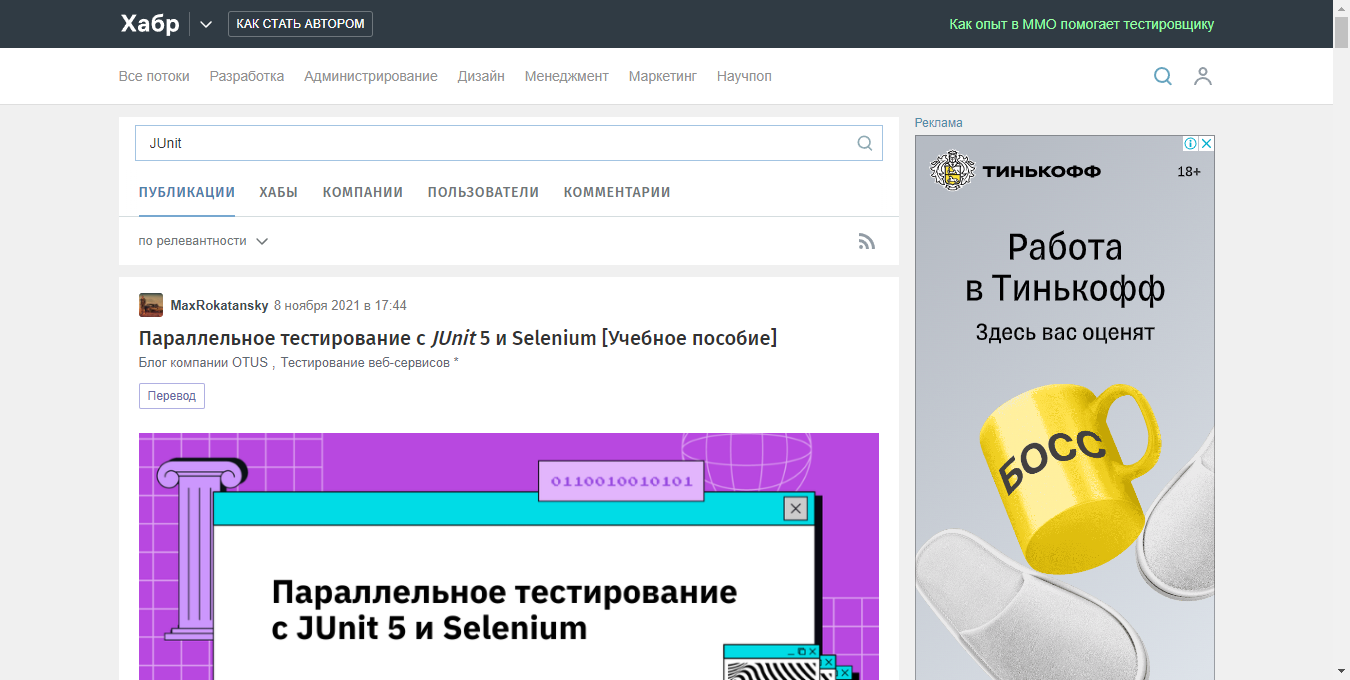 Хабр
КАК СТАТЬ АВТОРОМ
Как опыт в ММО помогает тестировщику
Все потоки Разработка Администрирование Дизайн Менеджмент Маркетинг Научпоп
JUnit
ПУБЛИКАЦИИ ХАБЫ КОМПАНИИ ПОЛЬЗОВАТЕЛИ КОММЕНТАРИИ
по релевантности
MaxRokatansky 8 ноября 2021 в 17:44
Параллельное тестирование с JUnit 5 и Selenium [Учебное пособие]
Блог компании OTUS , Тестирование веб-сервисов *
Перевод
0110010010101
Параллельное тестирование
с JUnit 5 и Selenium
Реклама
ТИНЬКОФФ
18+
Работа
в Тинькофф
Здесь вас оценят
БОСС